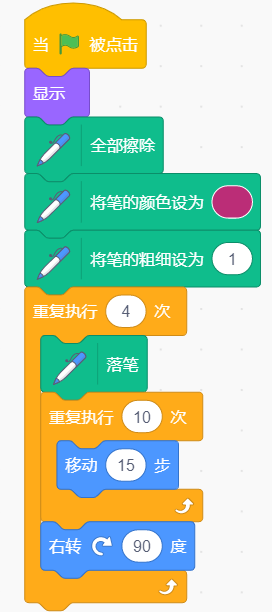 当 被点击
显示
全部擦除
将笔的颜色设为
将笔的粗细设为 1
重复执行 4 次
落笔
重复执行 10 次
移动 15 步
右转 90 度